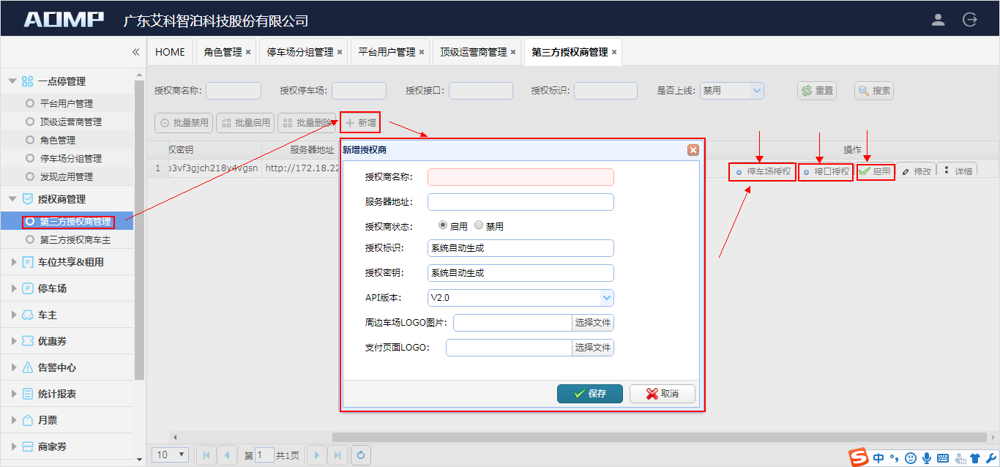 AOMP 广东艾科智泊科技股份有限公司
HOME 角色管理 停车场分组管理 平台用户管理 顶级运营商管理 第三方授权商管理
一点停管理
平台用户管理
顶级运营商管理
角色管理
停车场分组管理
发现应用管理
授权商管理
第三方授权商管理
第三方授权商车主
车位共享&租用
停车场
车主
优惠券
告警中心
统计报表
月票
商家券
授权商名称: 授权停车场: 授权接口: 授权标识: 是否上线: 禁用 重置 搜索
批量禁用 批量启用 批量删除 新增
权密钥 服务器地址 操作
1 o3vf3gjch218v4vgsn http://172.18.22 停车场授权 接口授权 启用 修改 详情
新增授权商
授权商名称:
服务器地址:
授权商状态: 启用 禁用
授权标识: 系统自动生成
授权密钥: 系统自动生成
API版本: V2.0
周边车场LOGO图片: 选择文件
支付页面LOGO: 选择文件
保存 取消
10 第 1 共1页
S 中